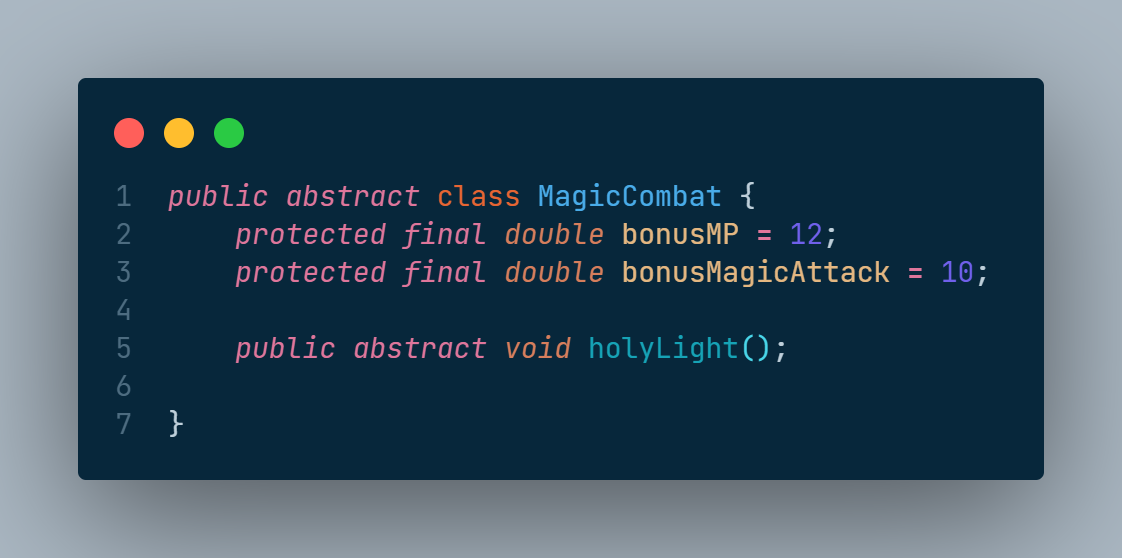 1 public abstract class MagicCombat {
2     protected final double bonusMP = 12;
3     protected final double bonusMagicAttack = 10;
4
5     public abstract void holyLight();
6
7 }